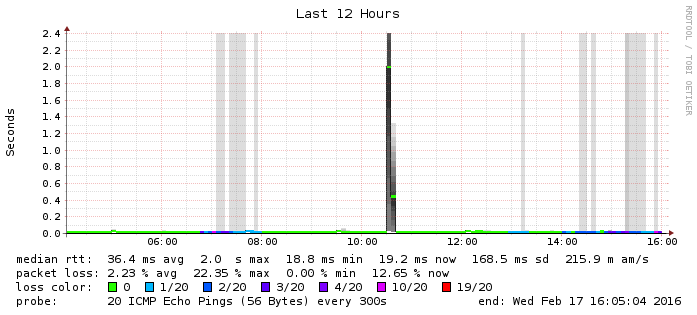 Last 12 Hours
RRDTOOL / TOBI OETIKER
Seconds
2.4
2.2
2.0
1.8
1.6
1.4
1.2
1.0
0.8
0.6
0.4
0.2
0.0
06:00 08:00 10:00 12:00 14:00 16:00
median rtt: 36.4 ms avg 2.0 s max 18.8 ms min 19.2 ms now 168.5 ms sd 215.9 m am/s
packet loss: 2.23 % avg 22.35 % max 0.00 % min 12.65 % now
loss color: 0 1/20 2/20 3/20 4/20 10/20 19/20
probe: 20 ICMP Echo Pings (56 Bytes) every 300s end: Wed Feb 17 16:05:04 2016